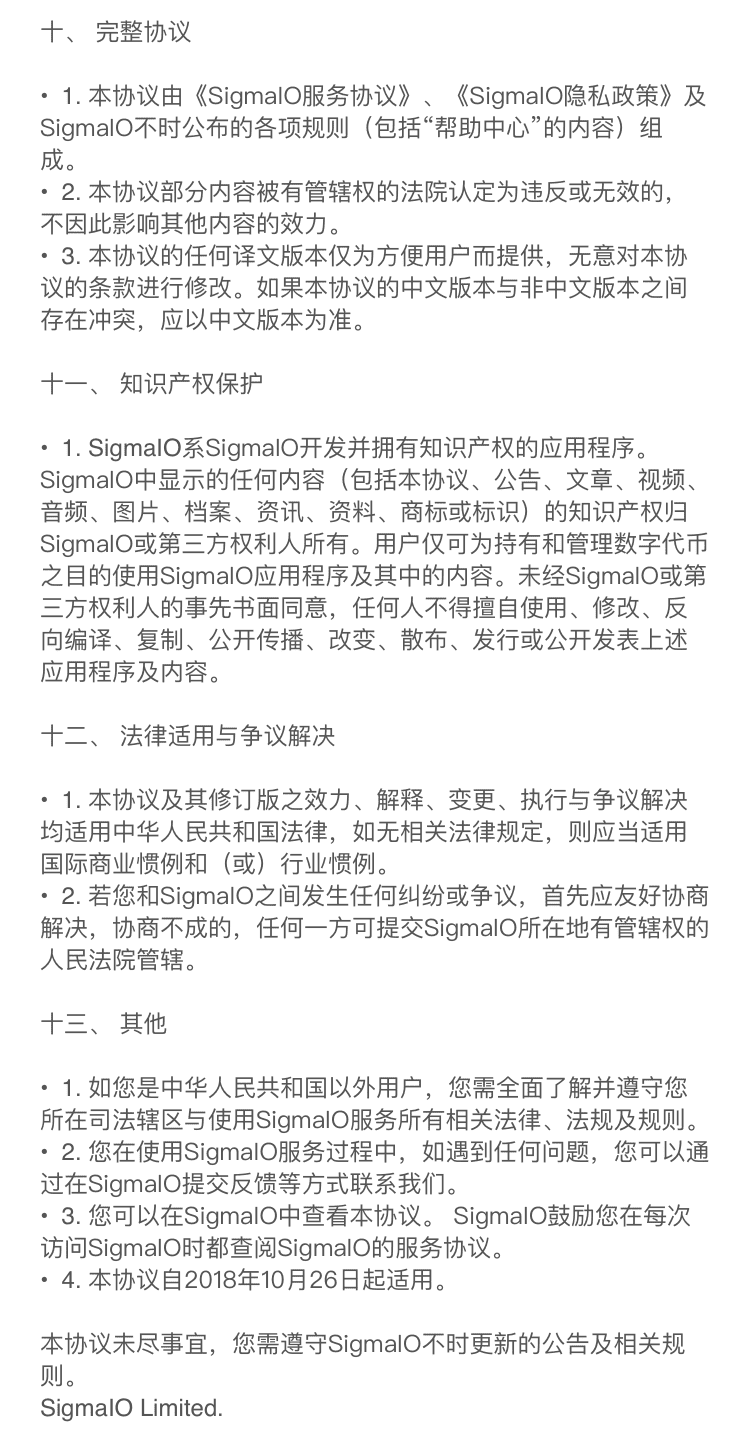 十、 完整协议
• 1. 本协议由《SigmaIO服务协议》、《SigmaIO隐私政策》及
SigmaIO不时公布的各项规则（包括“帮助中心”的内容）组
成。
• 2. 本协议部分内容被有管辖权的法院认定为违反或无效的，
不因此影响其他内容的效力。
• 3. 本协议的任何译文版本仅为方便用户而提供，无意对本协
议的条款进行修改。如果本协议的中文版本与非中文版本之间
存在冲突，应以中文版本为准。
十一、 知识产权保护
• 1. SigmaIO系SigmaIO开发并拥有知识产权的应用程序。
SigmaIO中显示的任何内容（包括本协议、公告、文章、视频、
音频、图片、档案、资讯、资料、商标或标识）的知识产权归
SigmaIO或第三方权利人所有。用户仅可为持有和管理数字代币
之目的使用SigmaIO应用程序及其中的内容。未经SigmaIO或第
三方权利人的事先书面同意，任何人不得擅自使用、修改、反
向编译、复制、公开传播、改变、散布、发行或公开发表上述
应用程序及内容。
十二、 法律适用与争议解决
• 1. 本协议及其修订版之效力、解释、变更、执行与争议解决
均适用中华人民共和国法律，如无相关法律规定，则应当适用
国际商业惯例和（或）行业惯例。
• 2. 若您和SigmaIO之间发生任何纠纷或争议，首先应友好协商
解决，协商不成的，任何一方可提交SigmaIO所在地有管辖权的
人民法院管辖。
十三、 其他
• 1. 如您是中华人民共和国以外用户，您需全面了解并遵守您
所在司法辖区与使用SigmaIO服务所有相关法律、法规及规则。
• 2. 您在使用SigmaIO服务过程中，如遇到任何问题，您可以通
过在SigmaIO提交反馈等方式联系我们。
• 3. 您可以在SigmaIO中查看本协议。 SigmaIO鼓励您在每次
访问SigmaIO时都查阅SigmaIO的服务协议。
• 4. 本协议自2018年10月26日起适用。
本协议未尽事宜，您需遵守SigmaIO不时更新的公告及相关规
则。
SigmaIO Limited.